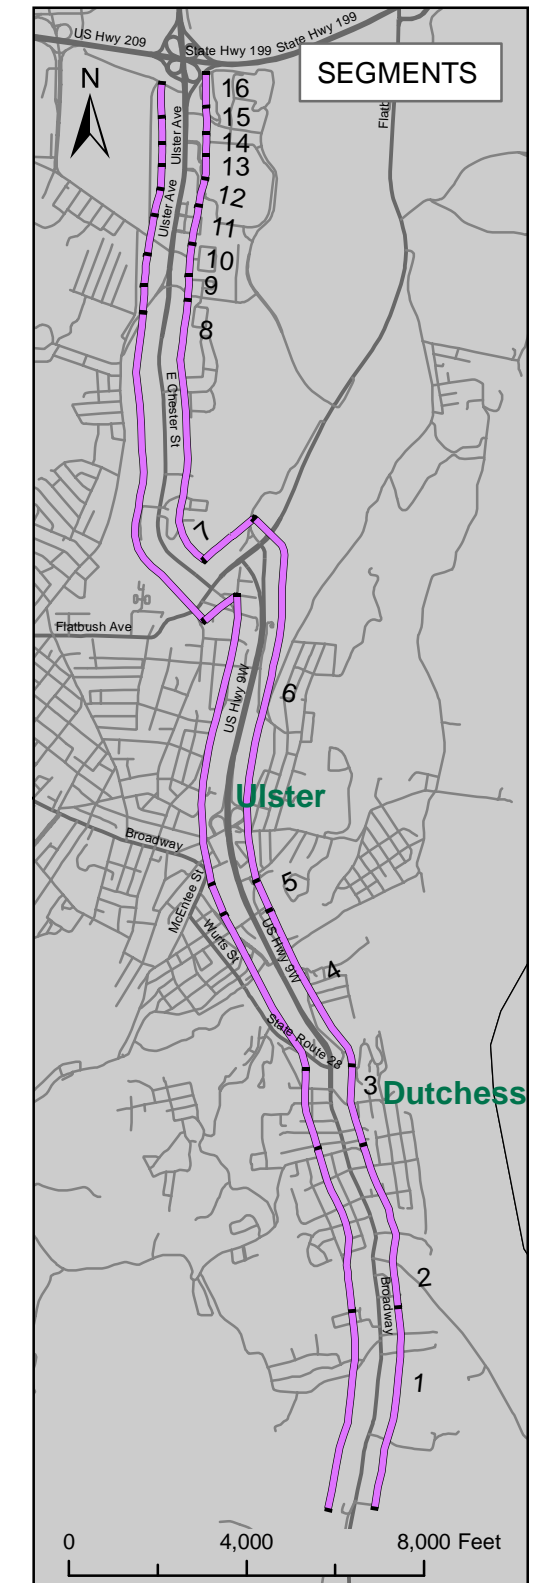 US Hwy 209
State Hwy 199
State Hwy 199
SEGMENTS
N
Flatb
16
15
14
13
12
11
10
9
8
Ulster Ave
Ulster Ave
E Chester St
7
Flatbush Ave
US Hwy 9W
6
Ulster
Broadway
McEntee St
Wurts St
5
US Hwy 9W
4
State Route 28
3
Dutchess
2
Broadway
1
0 4,000 8,000 Feet